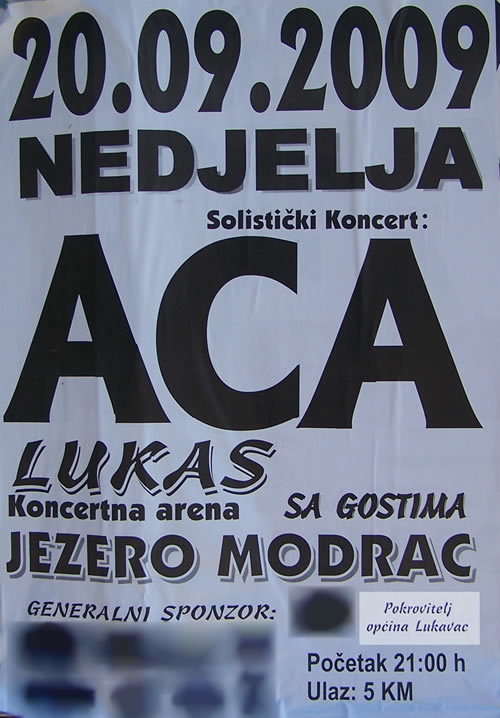 20.09.2009
NEDJELJA
Solistički Koncert:
ACA
LUKAS
Koncertna arena SA GOSTIMA
JEZERO MODRAC
GENERALNI SPONZOR:
Pokrovitelj
općina Lukavac
Početak 21:00 h
Ulaz: 5 KM